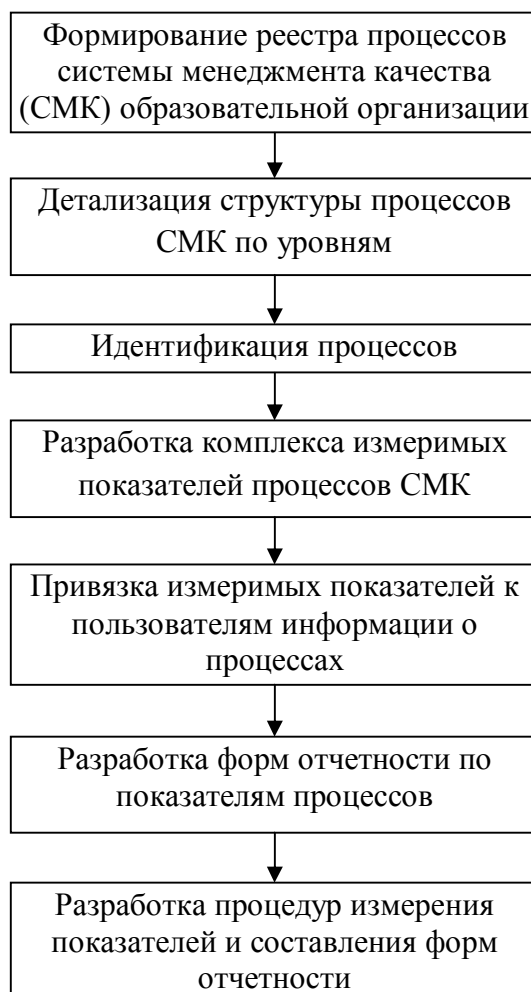 Формирование реестра процессов
системы менеджмента качества
(СМК) образовательной организации
Детализация структуры процессов
СМК по уровням
Идентификация процессов
Разработка комплекса измеримых
показателей процессов СМК
Привязка измеримых показателей к
пользователям информации о
процессах
Разработка форм отчетности по
показателям процессов
Разработка процедур измерения
показателей и составления форм
отчетности